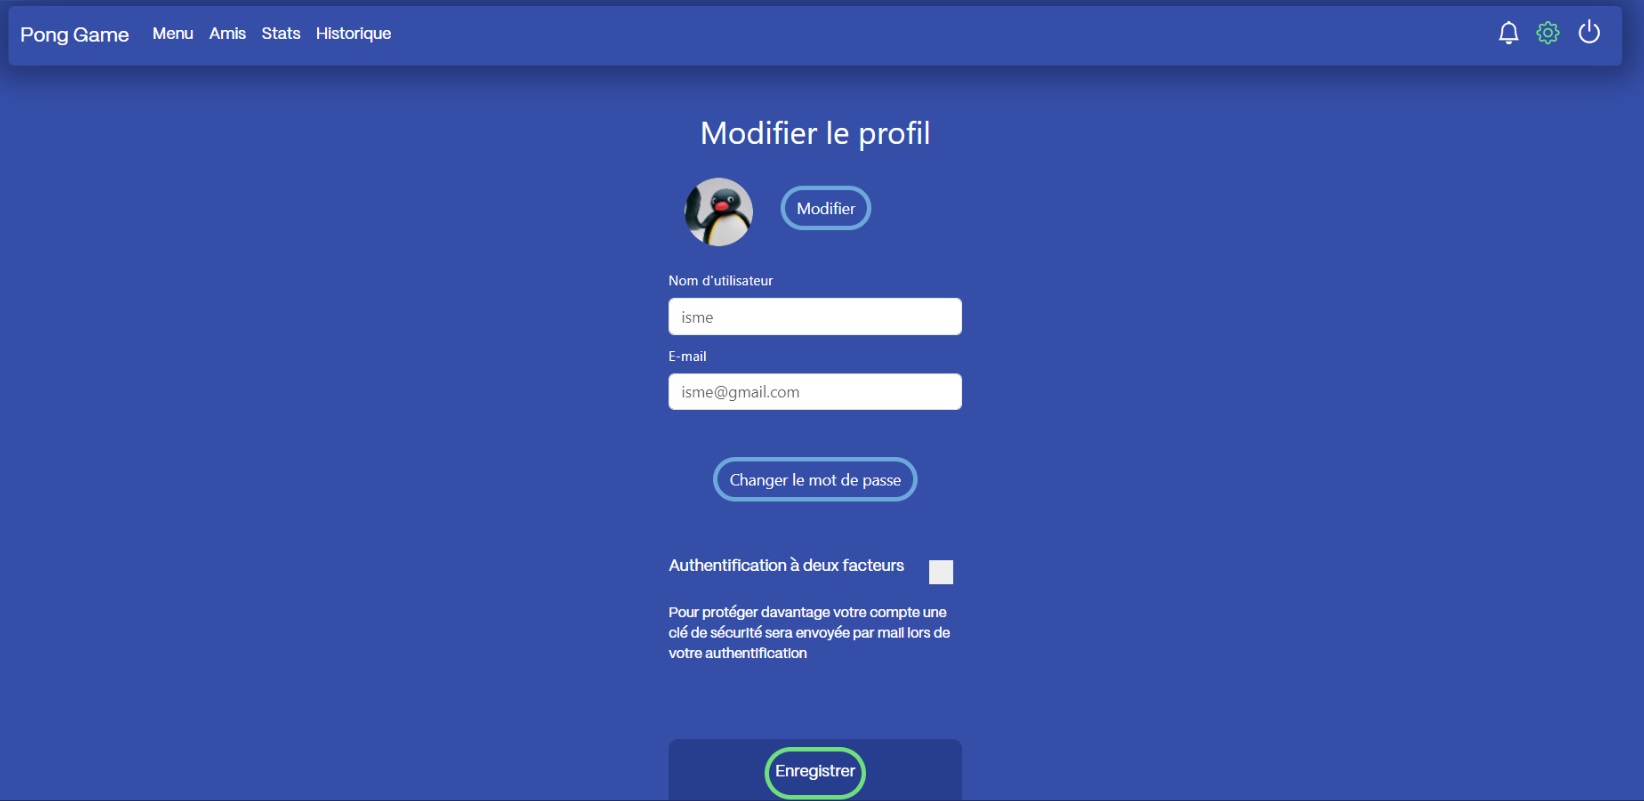 Pong Game Menu Amis Stats Historique
Modifier le profil
Modifier
Nom d'utilisateur
isme
E-mail
isme@gmail.com
Changer le mot de passe
Authentification à deux facteurs
Pour protéger davantage votre compte une
clé de sécurité sera envoyée par mail lors de
votre authentification
Enregistrer